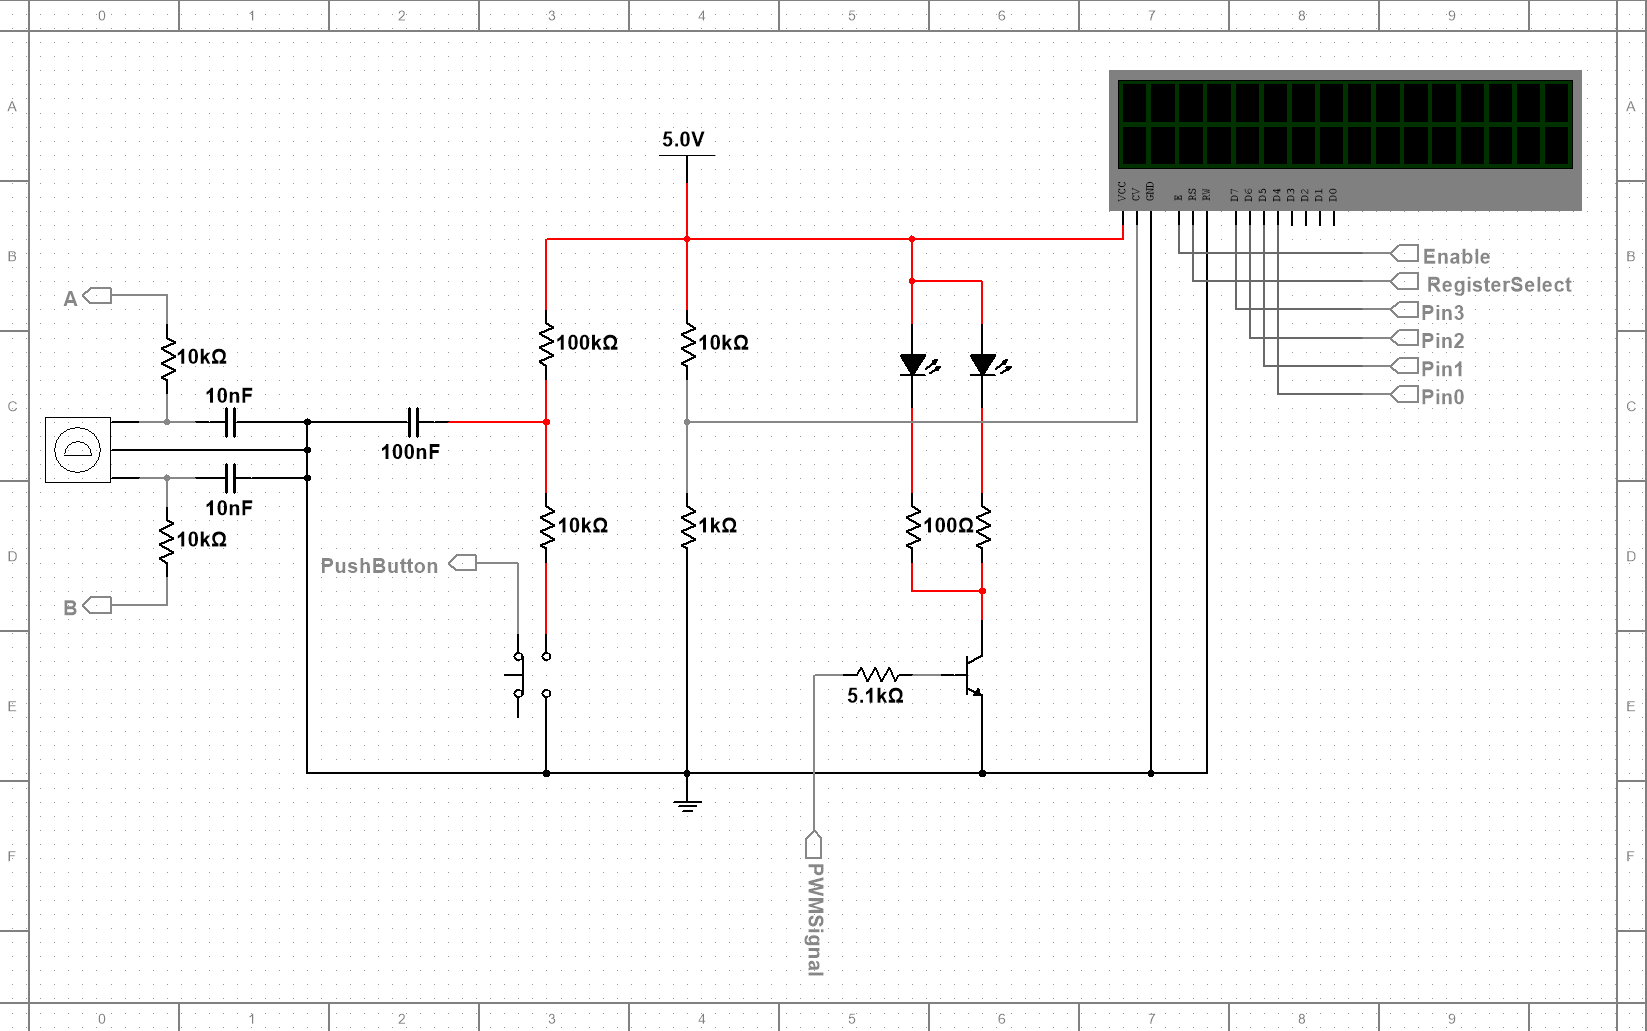 0 1 2 3 4 5 6 7 8 9
A A
B B
C C
D D
E E
F F
5.0V
VCC CV GND E RS RW D7 D6 D5 D4 D3 D2 D1 D0
Enable
RegisterSelect
Pin3
Pin2
Pin1
Pin0
A
10kΩ
10nF
100nF
10nF
10kΩ
B
100kΩ
10kΩ
10kΩ
1kΩ
100Ω
PushButton
5.1kΩ
PWMSignal
0 1 2 3 4 5 6 7 8 9